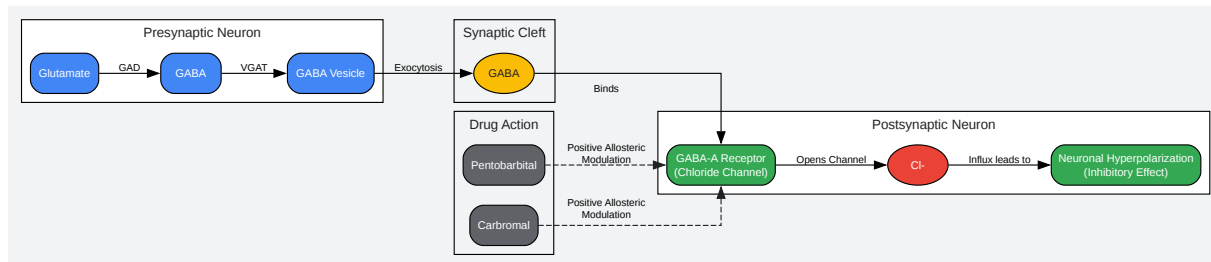 Presynaptic Neuron
Glutamate
GAD
GABA
VGAT
GABA Vesicle
Exocytosis
Synaptic Cleft
GABA
Binds
Drug Action
Pentobarbital
Positive Allosteric
Modulation
Carbromal
Positive Allosteric
Modulation
Postsynaptic Neuron
GABA-A Receptor
(Chloride Channel)
Opens Channel
Cl-
Influx leads to
Neuronal Hyperpolarization
(Inhibitory Effect)